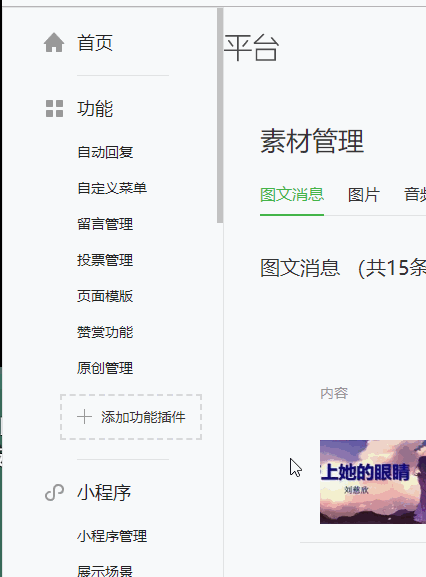 首页
功能
自动回复
自定义菜单
留言管理
投票管理
页面模版
赞赏功能
原创管理
添加功能插件
小程序
小程序管理
展示场景
平台
素材管理
图文消息 图片 音频
图文消息 （共15条
内容
上她的眼睛
刘慈欣